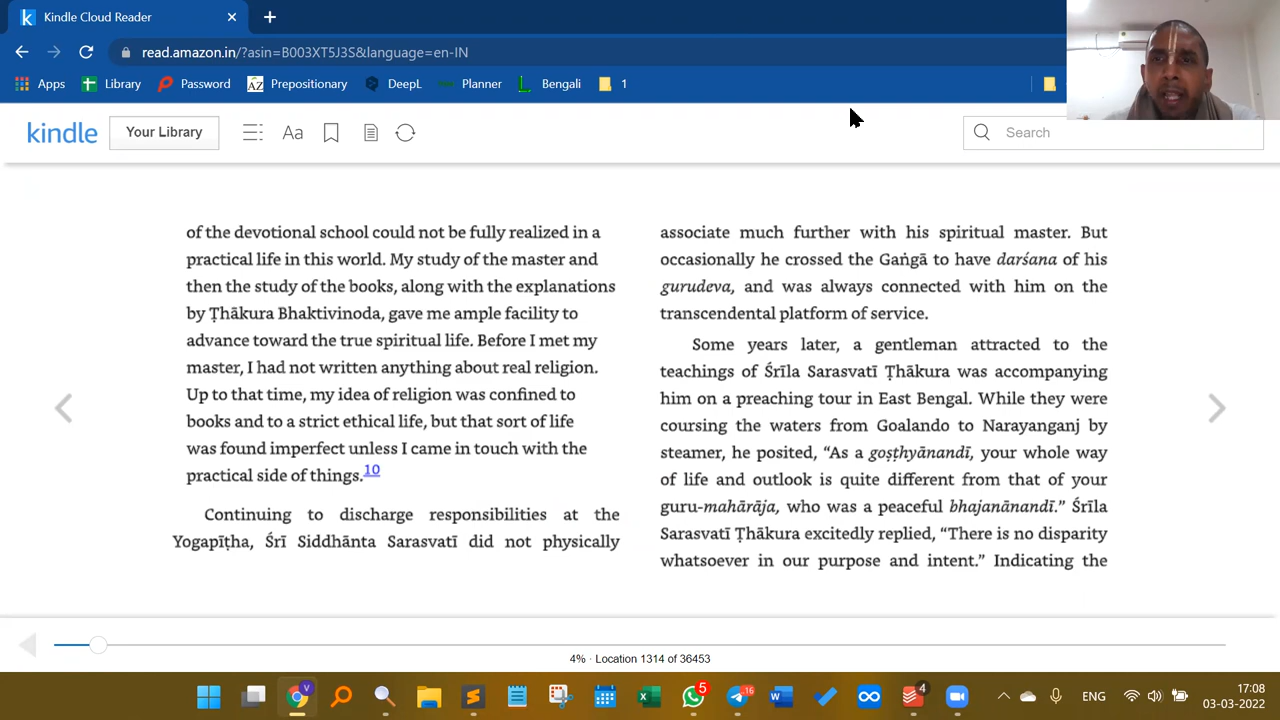 Kindle Cloud Reader
read.amazon.in/?asin=B003XT5J3S&language=en-IN
Apps Library Password AZ Prepositionary DeepL Planner Bengali 1
kindle Your Library Aa Search
of the devotional school could not be fully realized in a
practical life in this world. My study of the master and
then the study of the books, along with the explanations
by Ṭhākura Bhaktivinoda, gave me ample facility to
advance toward the true spiritual life. Before I met my
master, I had not written anything about real religion.
Up to that time, my idea of religion was confined to
books and to a strict ethical life, but that sort of life
was found imperfect unless I came in touch with the
practical side of things.10
Continuing to discharge responsibilities at the
Yogapīṭha, Śrī Siddhānta Sarasvatī did not physically
associate much further with his spiritual master. But
occasionally he crossed the Gaṅgā to have darśana of his
gurudeva, and was always connected with him on the
transcendental platform of service.
Some years later, a gentleman attracted to the
teachings of Śrīla Sarasvatī Ṭhākura was accompanying
him on a preaching tour in East Bengal. While they were
coursing the waters from Goalando to Narayanganj by
steamer, he posited, “As a goṣṭhyānandī, your whole way
of life and outlook is quite different from that of your
guru-mahārāja, who was a peaceful bhajanānandī.” Śrīla
Sarasvatī Ṭhākura excitedly replied, “There is no disparity
whatsoever in our purpose and intent.” Indicating the
4% · Location 1314 of 36453
V 5 .16 4 ENG 17:08
03-03-2022